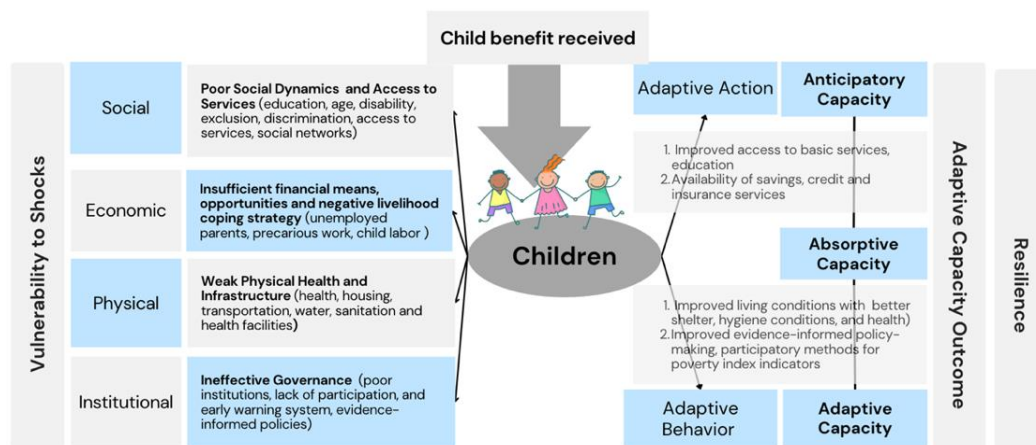 Child benefit received
Vulnerability to Shocks
Social
Poor Social Dynamics and Access to
Services (education, age, disability,
exclusion, discrimination, access to
services, social networks)
Economic
Insufficient financial means,
opportunities and negative livelihood
coping strategy (unemployed
parents, precarious work, child labor )
Physical
Weak Physical Health and
Infrastructure (health, housing,
transportation, water, sanitation and
health facilities)
Institutional
Ineffective Governance (poor
institutions, lack of participation, and
early warning system, evidence-
informed policies)
Children
Adaptive Action
Anticipatory
Capacity
1. Improved access to basic services,
education
2. Availability of savings, credit and
insurance services
Absorptive
Capacity
1. Improved living conditions with better
shelter, hygiene conditions, and health)
2. Improved evidence-informed policy-
making, participatory methods for
poverty index indicators
Adaptive
Behavior
Adaptive
Capacity
Adaptive Capacity Outcome
Resilience